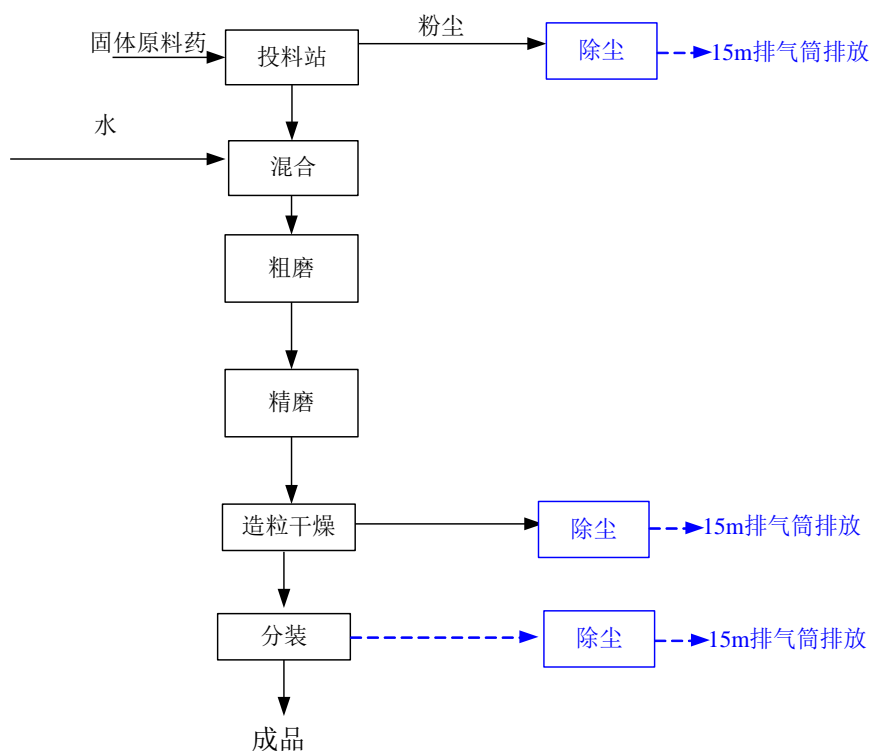 固体原料药
投料站
粉尘
除尘
15m排气筒排放
水
混合
粗磨
精磨
造粒干燥
除尘
15m排气筒排放
分装
除尘
15m排气筒排放
成品